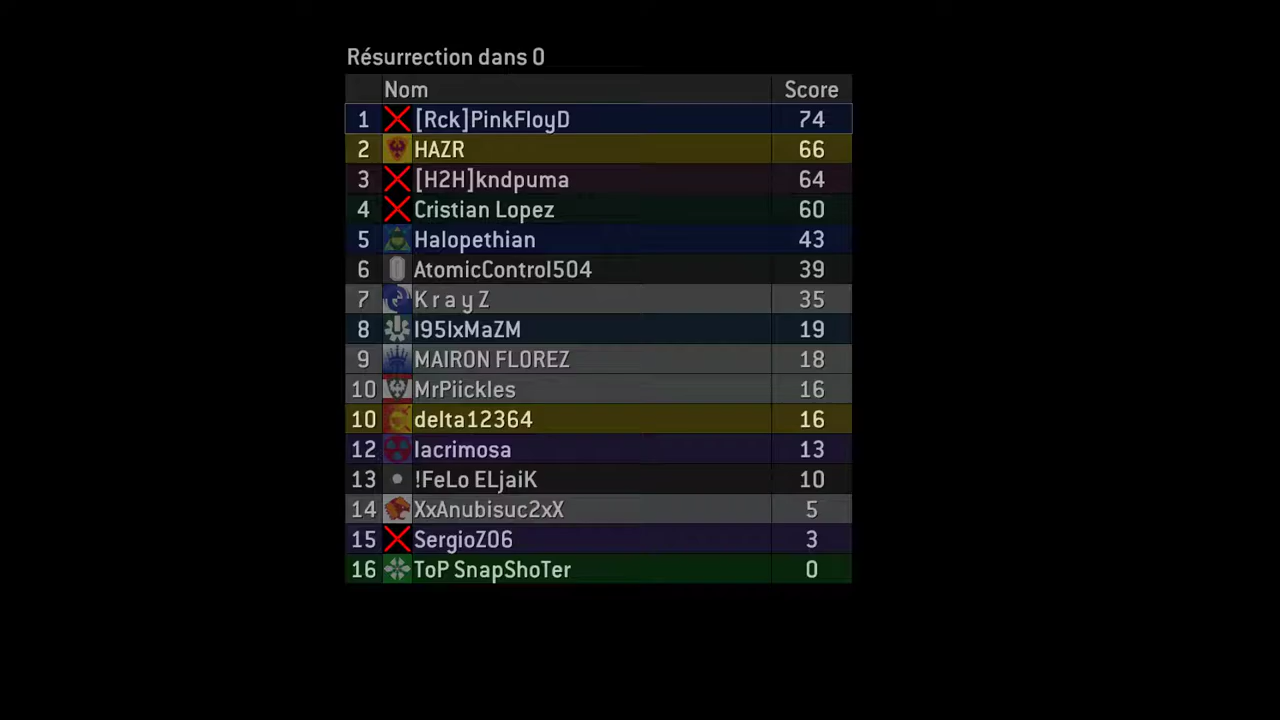 Résurrection dans 0
Nom Score
1 [Rck]PinkFloyD 74
2 HAZR 66
3 [H2H]kndpuma 64
4 Cristian Lopez 60
5 Halopethian 43
6 AtomicControl504 39
7 K r a y Z 35
8 I95IxMaZM 19
9 MAIRON FLOREZ 18
10 MrPiickles 16
10 delta12364 16
12 lacrimosa 13
13 !FeLo ELjaiK 10
14 XxAnubisuc2xX 5
15 SergioZ06 3
16 ToP SnapShoTer 0